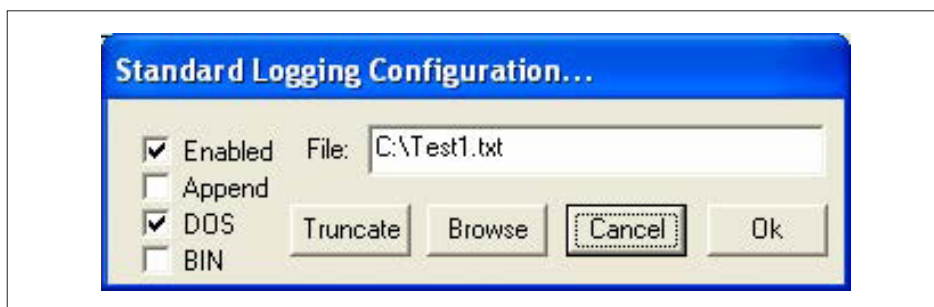 Standard Logging Configuration...
Enabled
File: C:\Test1.txt
Append
DOS
BIN
Truncate Browse Cancel Ok